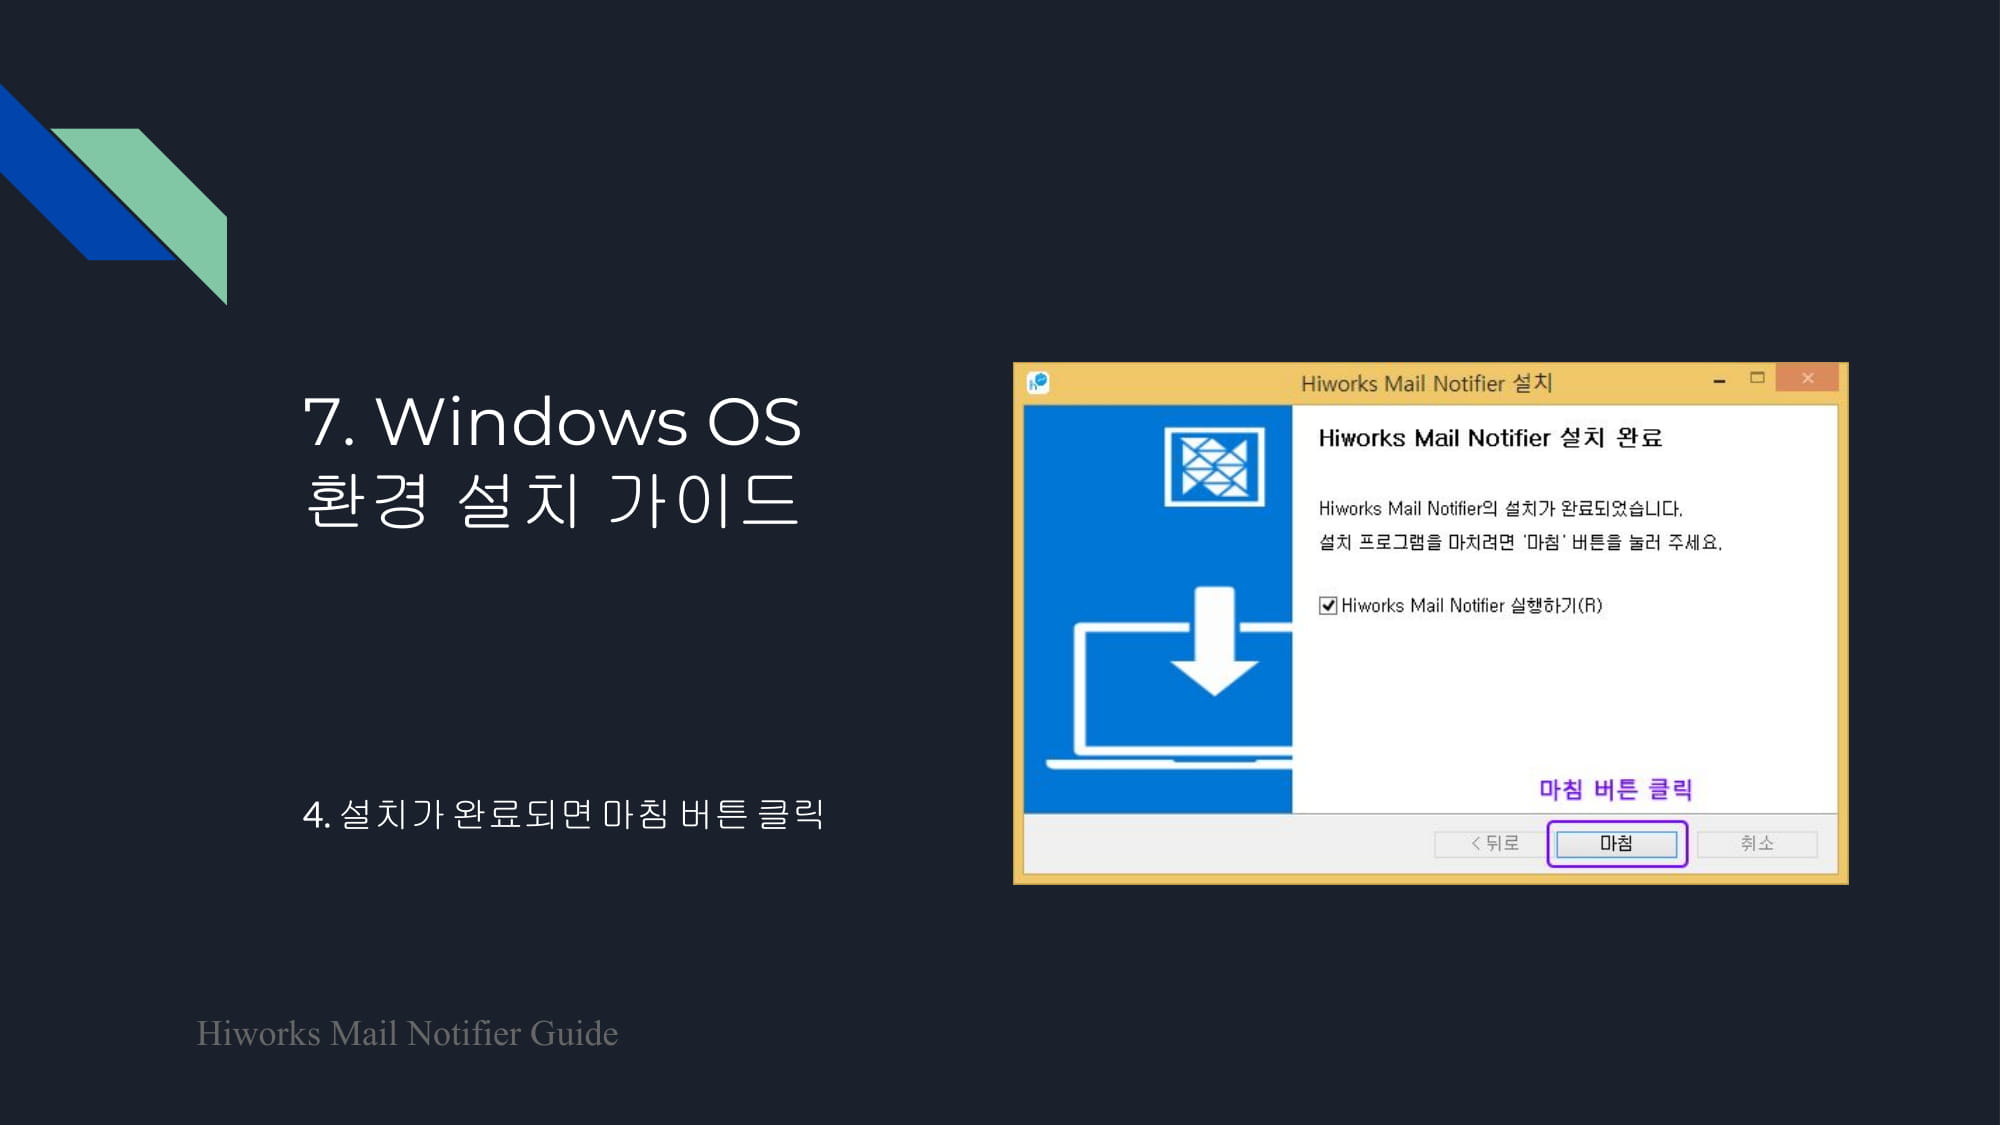 7. Windows OS
환경 설치 가이드
4. 설치가 완료되면 마침 버튼 클릭
Hiworks Mail Notifier 설치
Hiworks Mail Notifier 설치 완료
Hiworks Mail Notifier의 설치가 완료되었습니다.
설치 프로그램을 마치려면 '마침' 버튼을 눌러 주세요.
Hiworks Mail Notifier 실행하기(R)
마침 버튼 클릭
< 뒤로 마침 취소
Hiworks Mail Notifier Guide